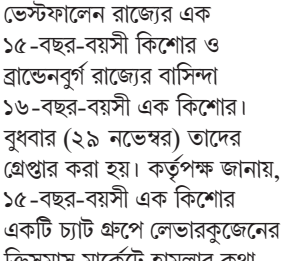 ভেস্টফালেন রাজ্যের এক
১৫-বছর-বয়সী কিশোর ও
ব্রান্ডেনবুর্গ রাজ্যের বাসিন্দা
১৬-বছর-বয়সী এক কিশোর।
বুধবার (২৯ নভেম্বর) তাদের
গ্রেপ্তার করা হয়। কর্তৃপক্ষ জানায়,
১৫-বছর-বয়সী এক কিশোর
একটি চ্যাট গ্রুপে লেভারকুজেনের
ক্রিসমাস মার্কেটে হামলার কথা